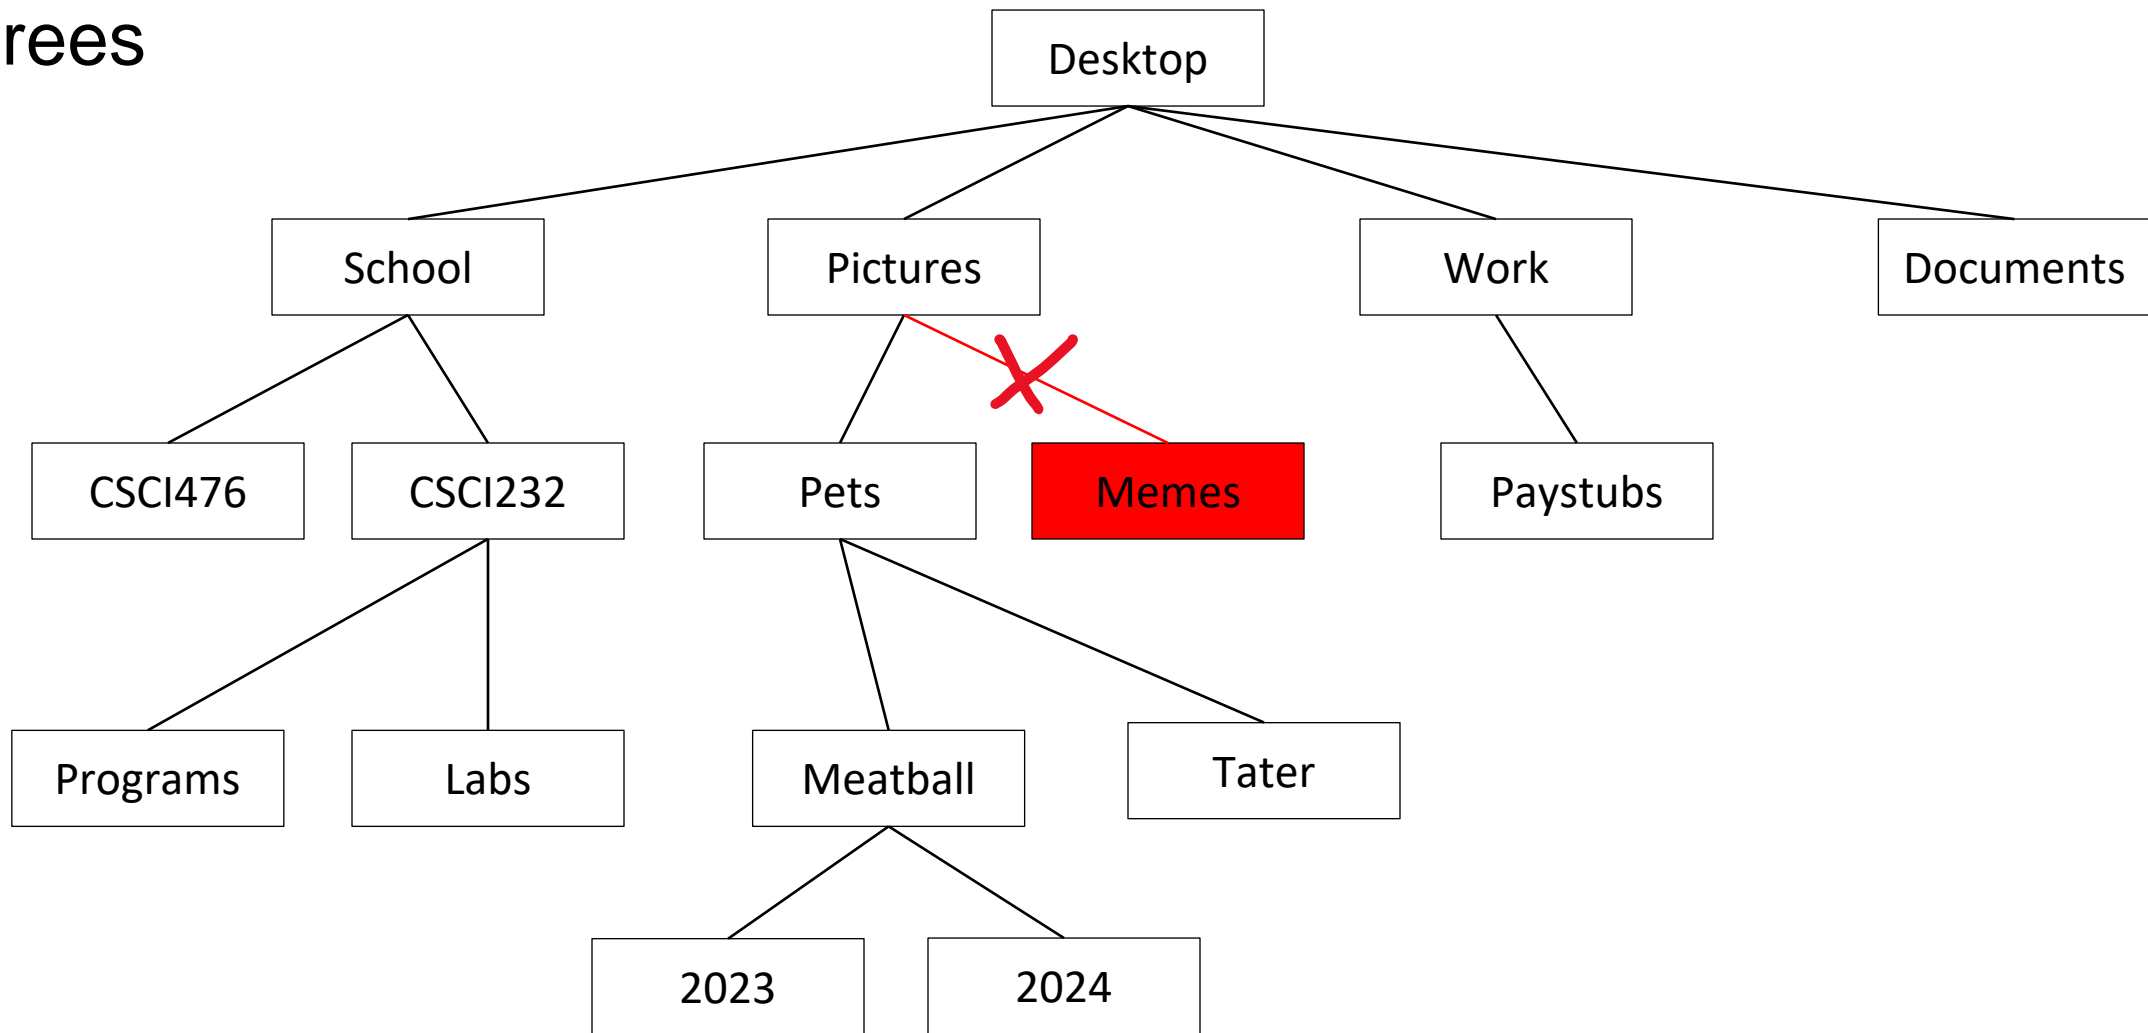 rees
Desktop
School
Pictures
Work
Documents
CSCI476
CSCI232
Pets
Memes
Paystubs
Programs
Labs
Meatball
Tater
2023
2024